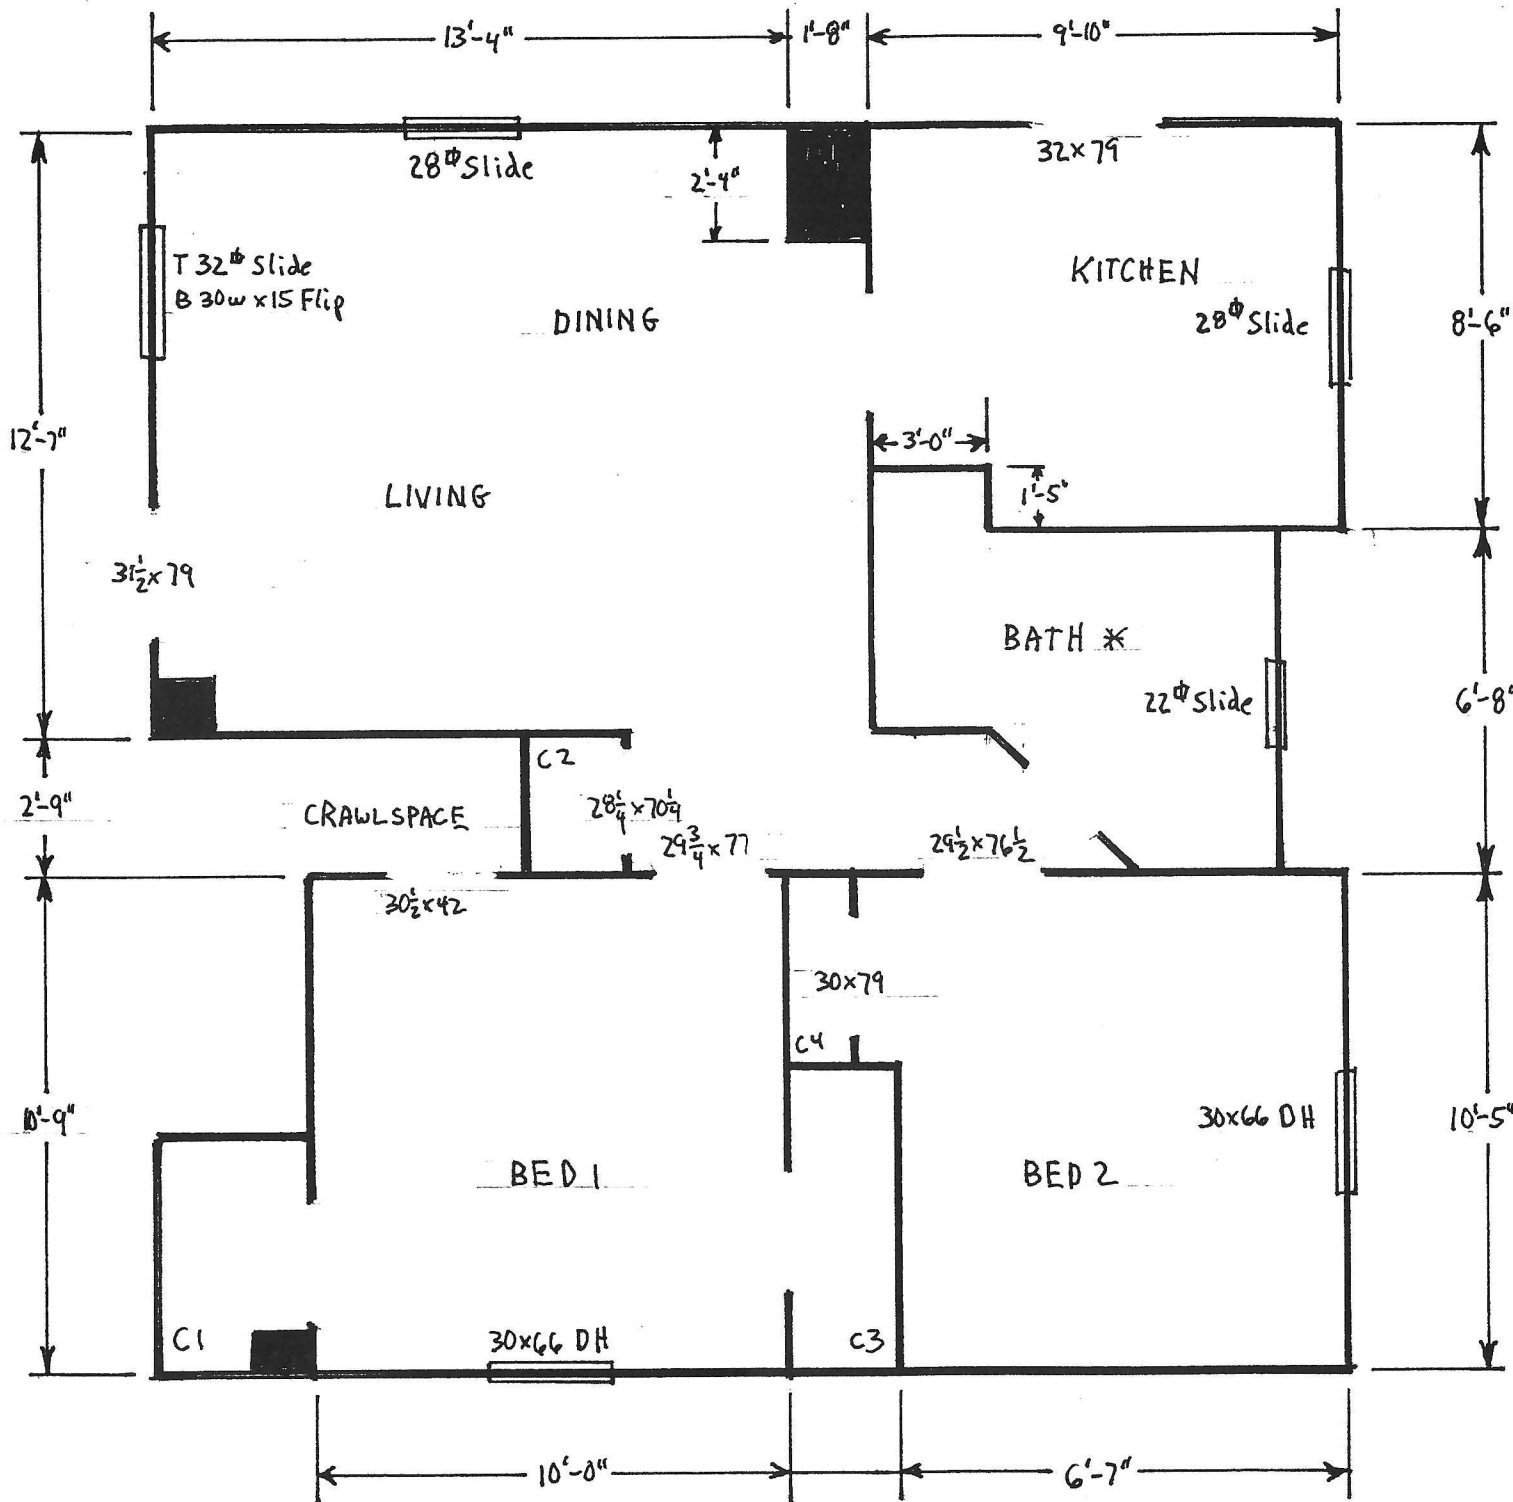 13'-4"
1'-8"
9'-10"
28⌀ Slide
2'-4"
32x79
T 32⌀ Slide
B 30w x15 Flip
DINING
KITCHEN
28⌀ Slide
8'-6"
12'-7"
3'-0"
1'-5"
LIVING
31½x79
BATH *
22⌀ Slide
6'-8"
C2
2'-9"
CRAWLSPACE
28¼x70¼
29¾x77
29½x76½
30½x42
30x79
C4
10'-9"
30x66 DH
10'-5"
BED 1
BED 2
C1
30x66 DH
C3
10'-0"
6'-7"